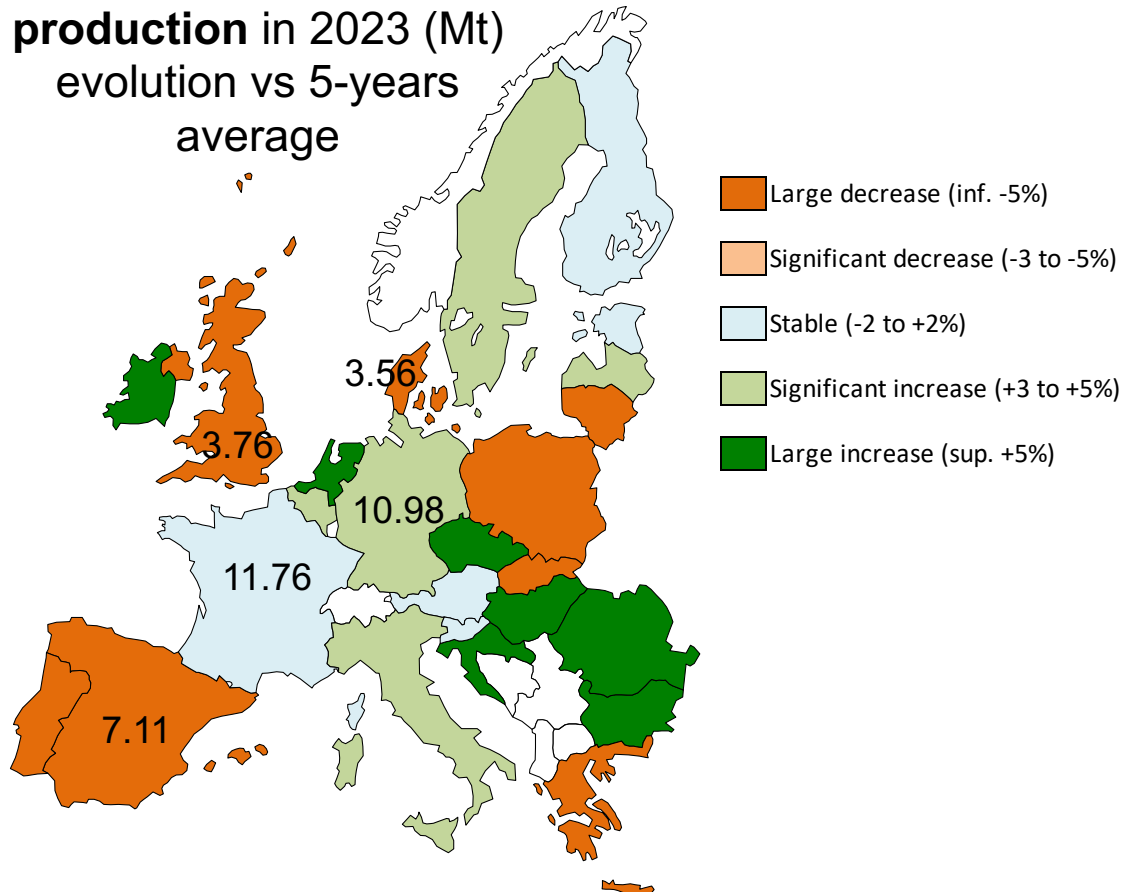 production in 2023 (Mt)
evolution vs 5-years
average
Large decrease (inf. -5%)
Significant decrease (-3 to -5%)
Stable (-2 to +2%)
Significant increase (+3 to +5%)
Large increase (sup. +5%)
3.56
3.76
10.98
11.76
7.11